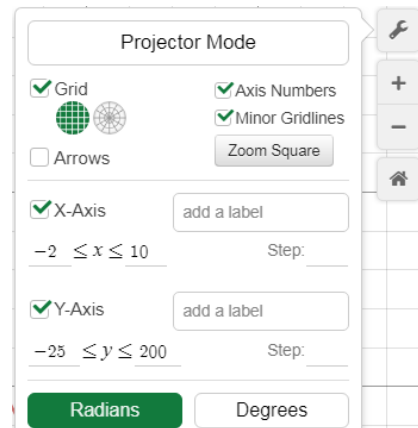 Projector Mode
Grid
Axis Numbers
Minor Gridlines
Arrows
Zoom Square
X-Axis
add a label
−2 ≤ x ≤ 10
Step:
Y-Axis
add a label
−25 ≤ y ≤ 200
Step:
Radians
Degrees
+
−